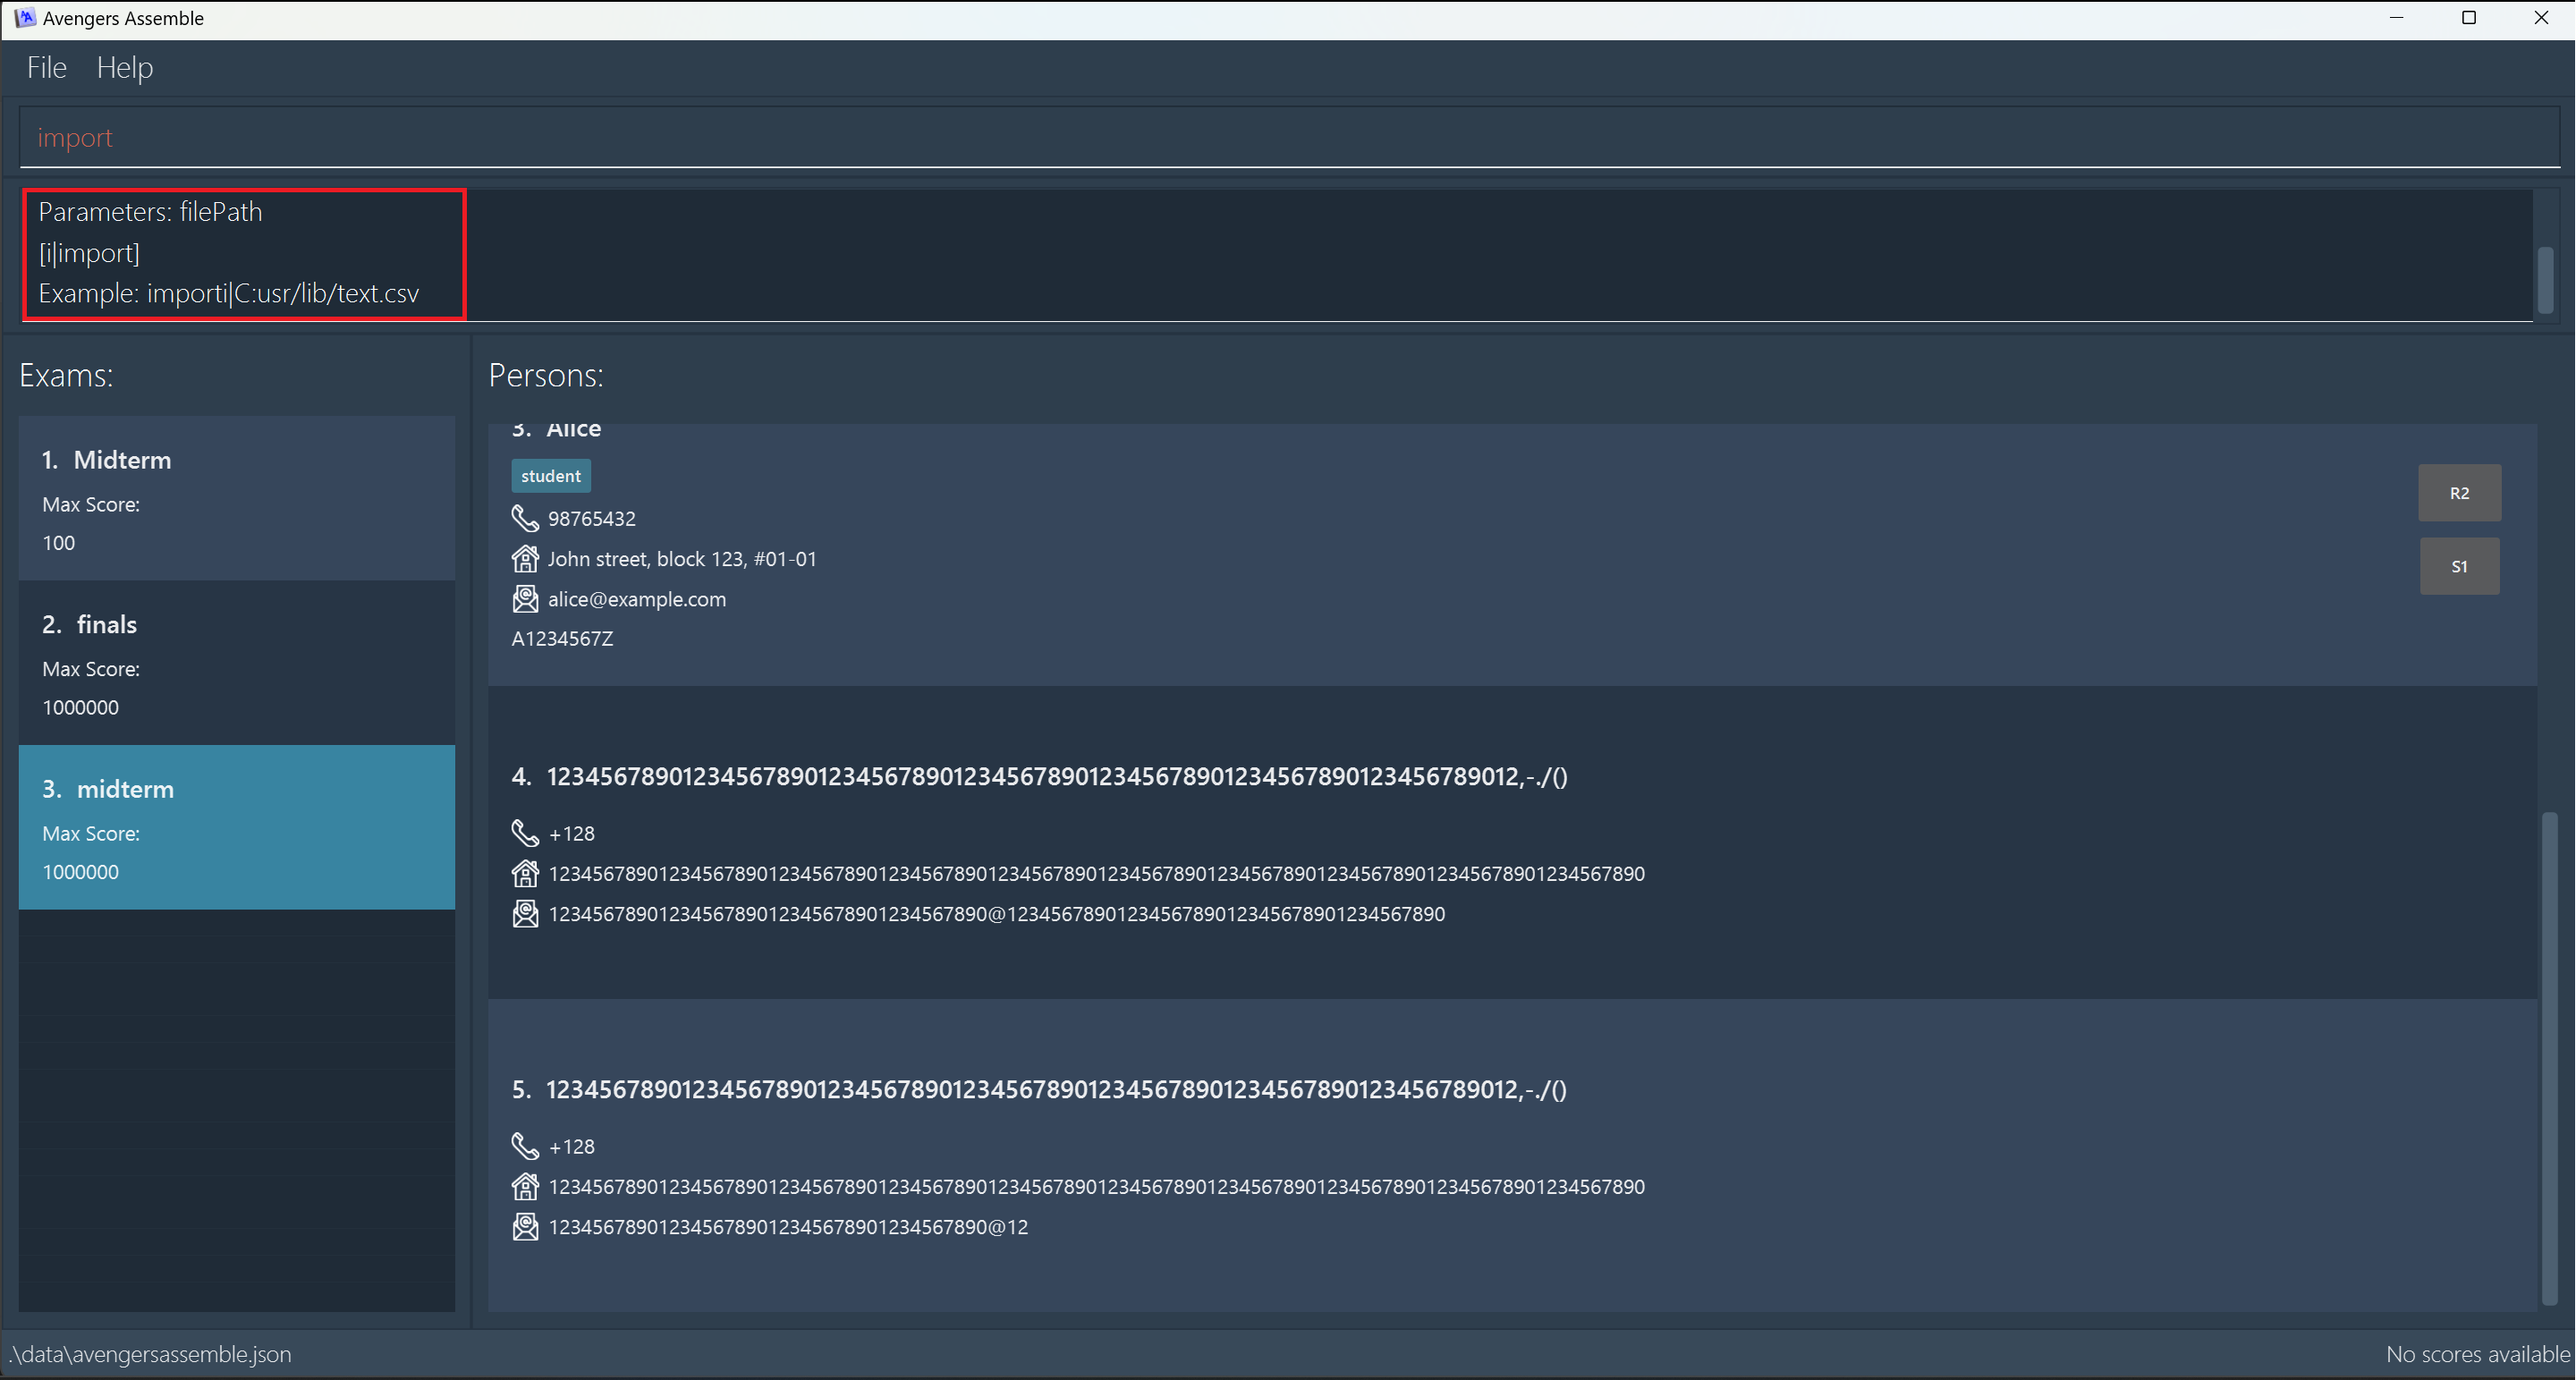 Avengers Assemble
File Help
import
Parameters: filePath
[i|import]
Example: importi|C:usr/lib/text.csv
Exams:
1. Midterm
Max Score:
100
2. finals
Max Score:
1000000
3. midterm
Max Score:
1000000
Persons:
3. Alice
student
98765432
John street, block 123, #01-01
alice@example.com
A1234567Z
R2
S1
4. 12345678901234567890123456789012345678901234567890123456789012345678​9012,-./()
+128
1234567890123456789012345678901234567890123456789012345678901234567890123456789012345678901234567890
1234567890123456789012345678901234567890@1234567890123456789012345678901234567890
5. 123456789012345678901234567890123456789012345678901234567890123456789012,-./()
+128
1234567890123456789012345678901234567890123456789012345678901234567890123456789012345678901234567890
1234567890123456789012345678901234567890@12
.\data\avengersassemble.json
No scores available